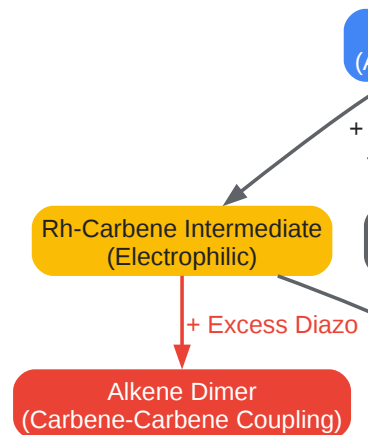 (A
+
Rh-Carbene Intermediate
(Electrophilic)
+ Excess Diazo
Alkene Dimer
(Carbene-Carbene Coupling)